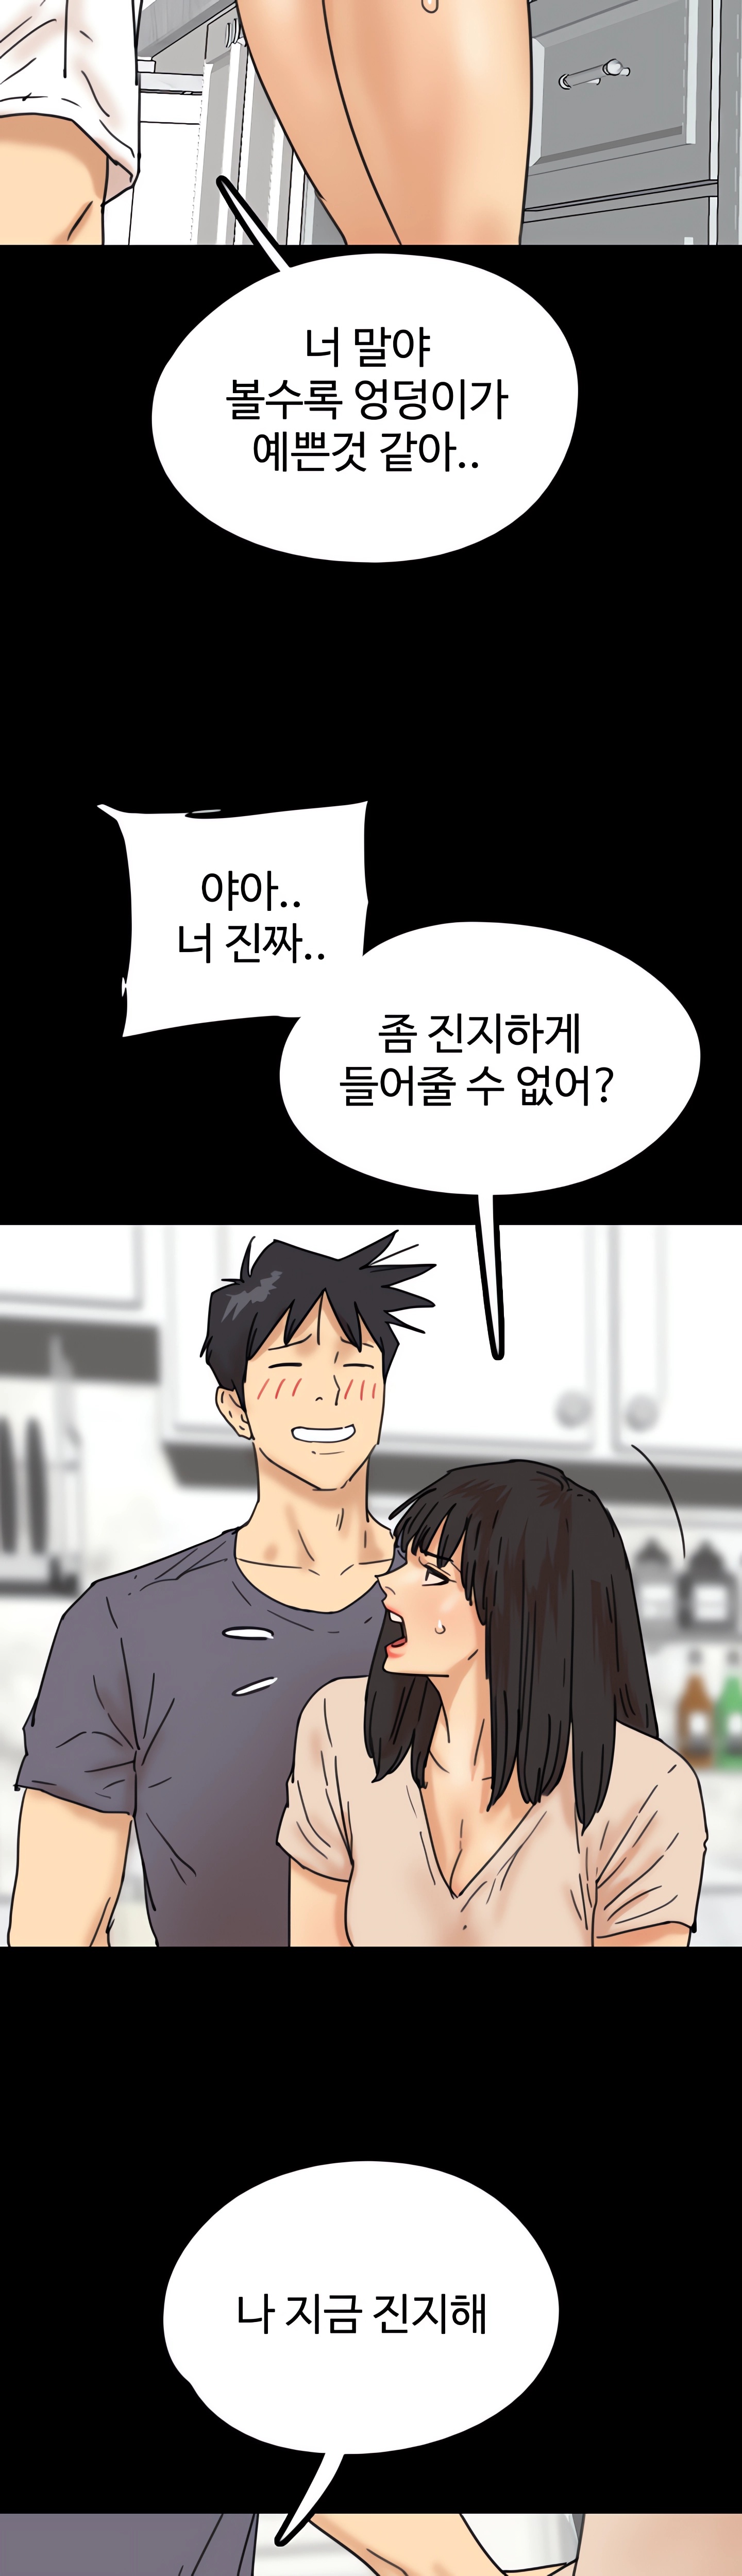 너 말야
볼수록 엉덩이가
예쁜것 같아..
야아..
너 진짜..
좀 진지하게
들어줄 수 없어?
나 지금 진지해